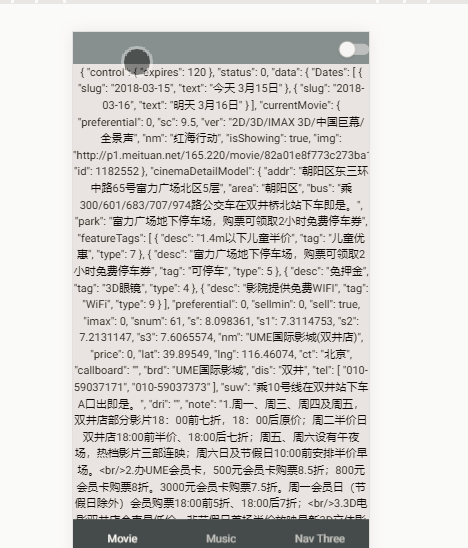 { "control": { "expires": 120 }, "status": 0, "data": { "Dates": [ {
"slug": "2018-03-15", "text": "今天 3月15日" }, { "slug": "2018-
03-16", "text": "明天 3月16日" } ], "currentMovie": {
"preferential": 0, "sc": 9.5, "ver": "2D/3D/IMAX 3D/中国巨幕/
全景声", "nm": "红海行动", "isShowing": true, "img":
"http://p1.meituan.net/165.220/movie/82a01e8f773c273ba
"id": 1182552 }, "cinemaDetailModel": { "addr": "朝阳区东三环
中路65号富力广场北区5层", "area": "朝阳区", "bus": "乘
300/601/683/707/974路公交车在双井桥北站下车即是。",
"park": "富力广场地下停车场，购票可领取2小时免费停车券",
"featureTags": [ { "desc": "1.4m以下儿童半价", "tag": "儿童优
惠", "type": 7 }, { "desc": "富力广场地下停车场，购票可领取2
小时免费停车券", "tag": "可停车", "type": 5 }, { "desc": "免押金",
"tag": "3D眼镜", "type": 4 }, { "desc": "影院提供免费WIFI", "tag":
"WiFi", "type": 9 } ], "preferential": 0, "sellmin": 0, "sell": true,
"imax": 0, "snum": 61, "s": 8.098361, "s1": 7.3114753, "s2":
7.2131147, "s3": 7.6065574, "nm": "UME国际影城(双井店)",
"price": 0, "lat": 39.89549, "lng": 116.46074, "ct": "北京",
"callboard": "", "brd": "UME国际影城", "dis": "双井", "tel": [ "010-
59037171", "010-59037373" ], "suw": "乘10号线在双井站下车
A口出即是。", "dri": "", "note": "1.周一、周三、周四及周五，
双井店部分影片18：00前七折，18：00后原价；周二半价日
双井店18:00前半价、18:00后七折；周五、周六设有午夜
场，热档影片三部连映；周六日及节假日10:00前安排半价早
场。<br/>2.办UME会员卡，500元会员卡购票8.5折；800元
会员卡购票8折。3000元会员卡购票7.5折。周一会员日（节
假日除外）会员购票18:00前5折、18:00后7折；<br/>3.3D电
Movie
Music
Nav Three